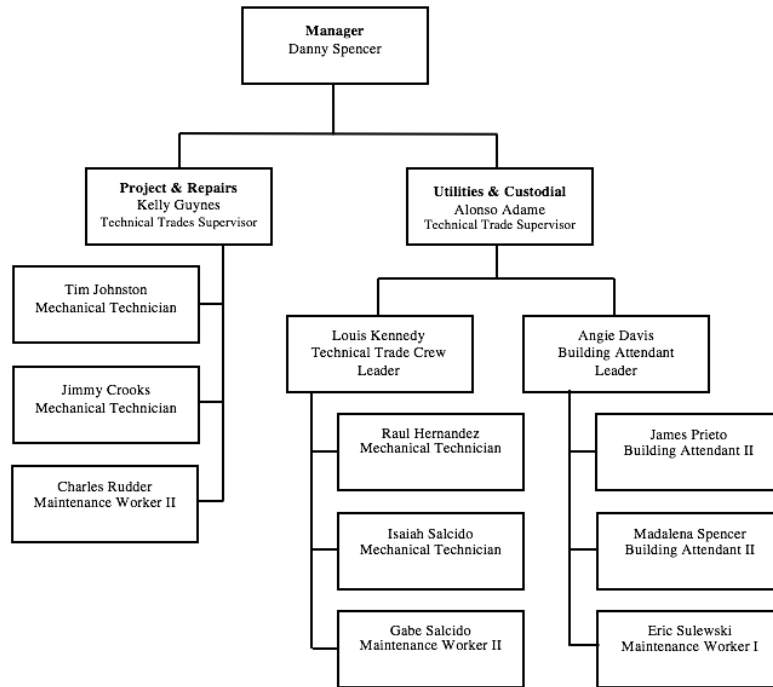 Manager
Danny Spencer
Project & Repairs
Kelly Guynes
Technical Trades Supervisor
Utilities & Custodial
Alonso Adame
Technical Trade Supervisor
Tim Johnston
Mechanical Technician
Jimmy Crooks
Mechanical Technician
Charles Rudder
Maintenance Worker II
Louis Kennedy
Technical Trade Crew
Leader
Raul Hernandez
Mechanical Technician
Isaiah Salcido
Mechanical Technician
Gabe Salcido
Maintenance Worker II
Angie Davis
Building Attendant
Leader
James Prieto
Building Attendant II
Madalena Spencer
Building Attendant II
Eric Sulewski
Maintenance Worker I